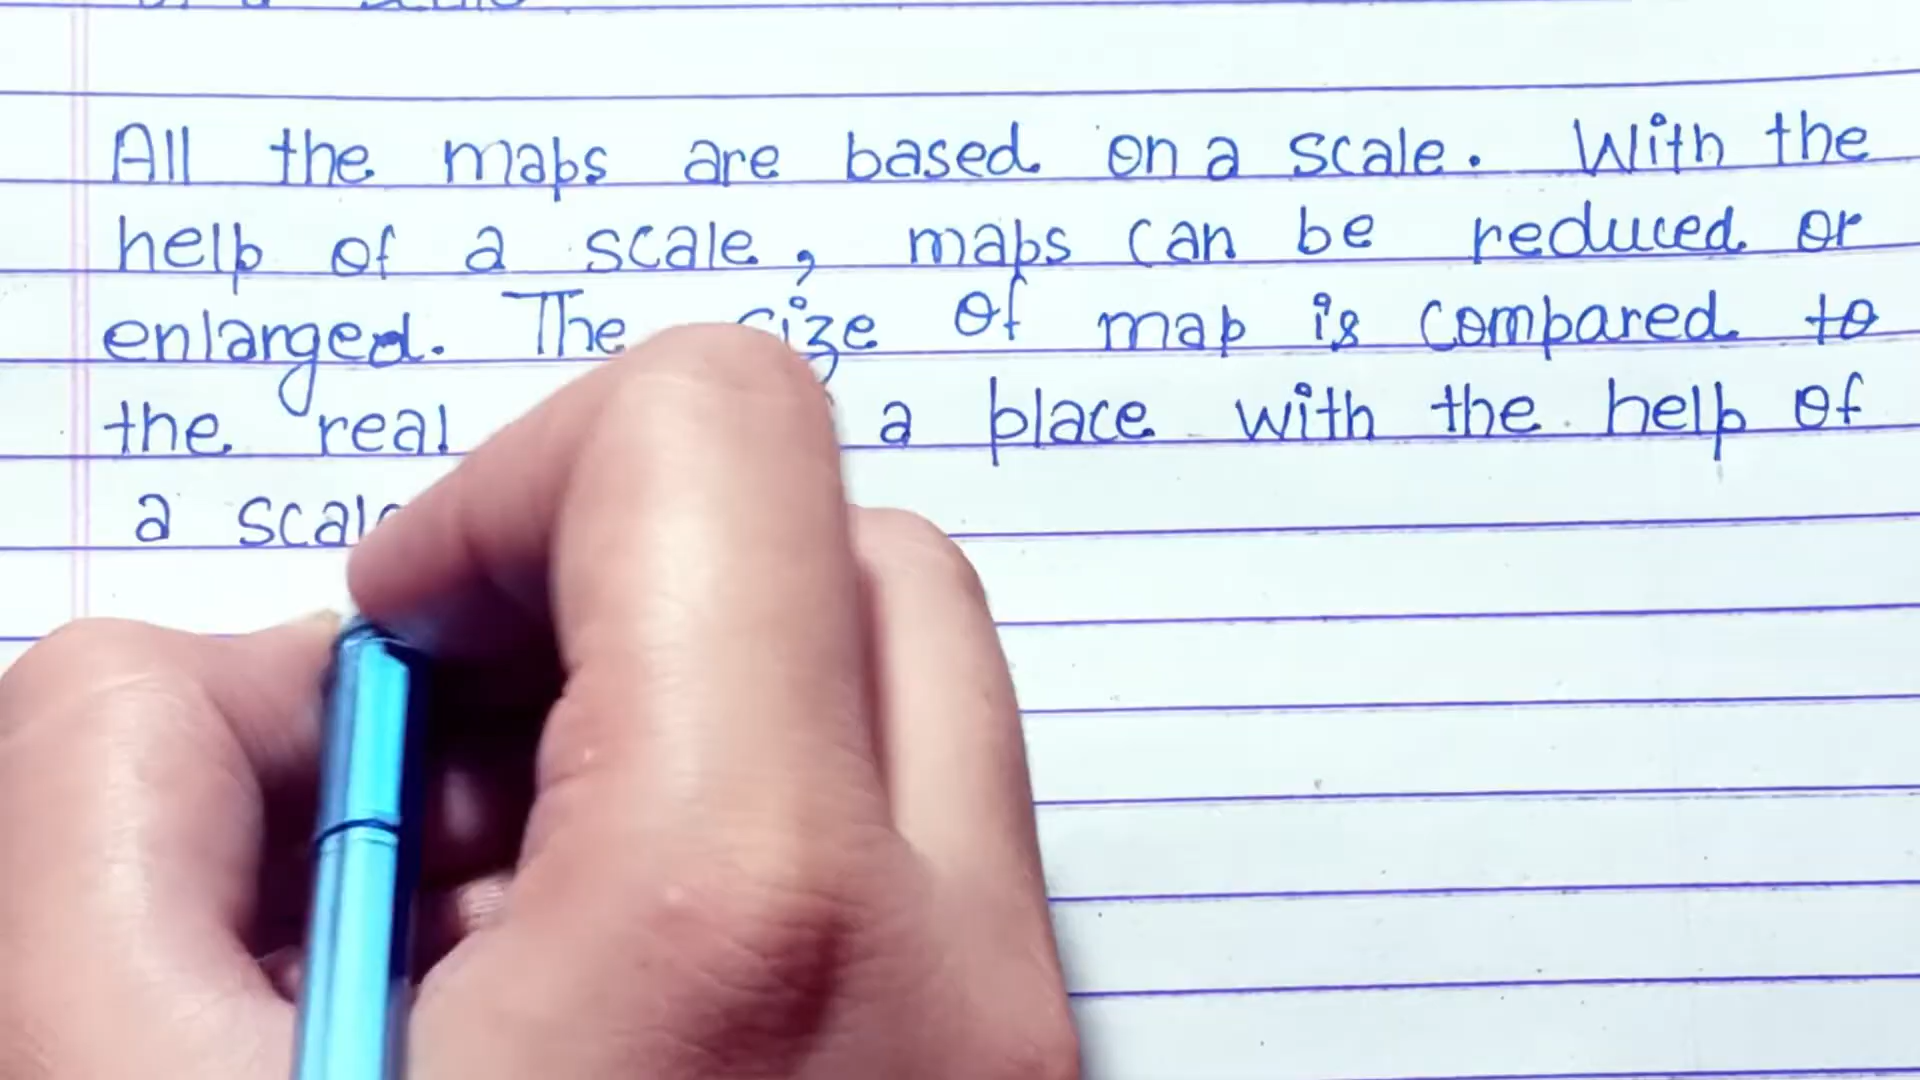 All the maps are based on a scale. With the
help of a scale, maps can be reduced or
enlarged. The size of map is compared to
the real a place with the help of
a scale